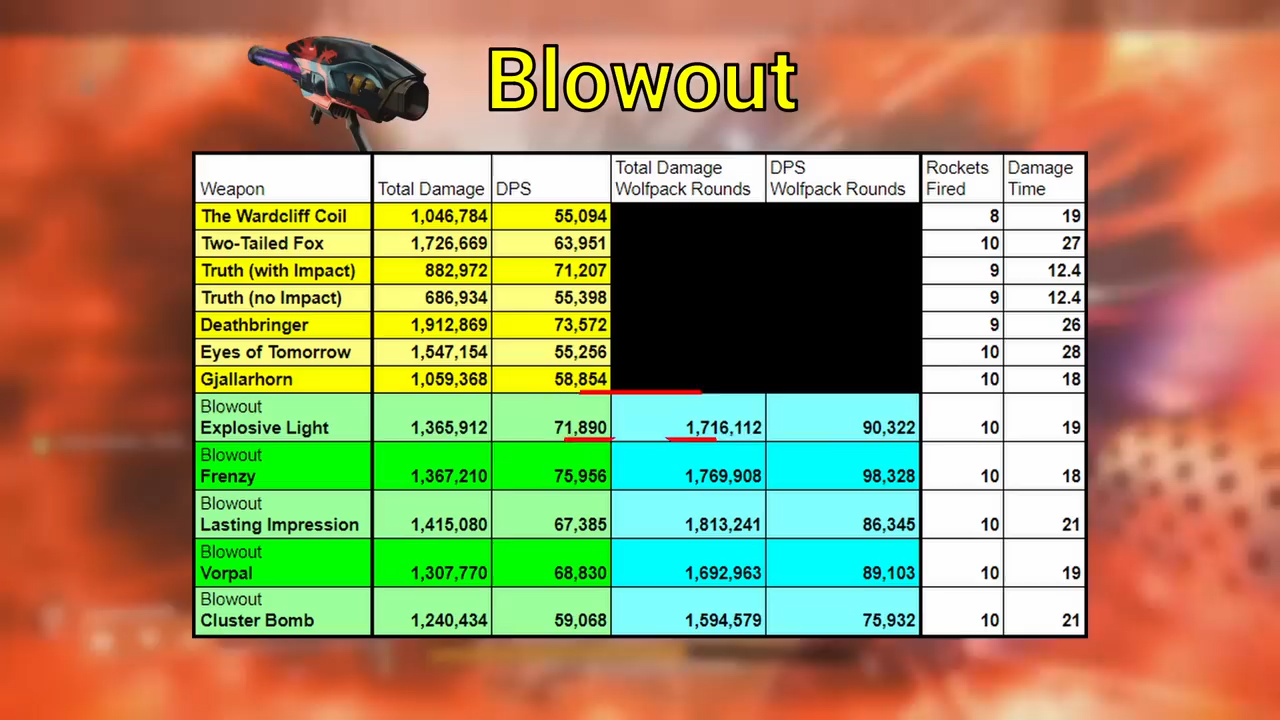 Blowout
Weapon Total Damage DPS Total Damage Wolfpack Rounds DPS Wolfpack Rounds Rockets Fired Damage Time
The Wardcliff Coil 1,046,784 55,094 8 19
Two-Tailed Fox 1,726,669 63,951 10 27
Truth (with Impact) 882,972 71,207 9 12.4
Truth (no Impact) 686,934 55,398 9 12.4
Deathbringer 1,912,869 73,572 9 26
Eyes of Tomorrow 1,547,154 55,256 10 28
Gjallarhorn 1,059,368 58,854 10 18
Blowout
Explosive Light 1,365,912 71,890 1,716,112 90,322 10 19
Blowout
Frenzy 1,367,210 75,956 1,769,908 98,328 10 18
Blowout
Lasting Impression 1,415,080 67,385 1,813,241 86,345 10 21
Blowout
Vorpal 1,307,770 68,830 1,692,963 89,103 10 19
Blowout
Cluster Bomb 1,240,434 59,068 1,594,579 75,932 10 21